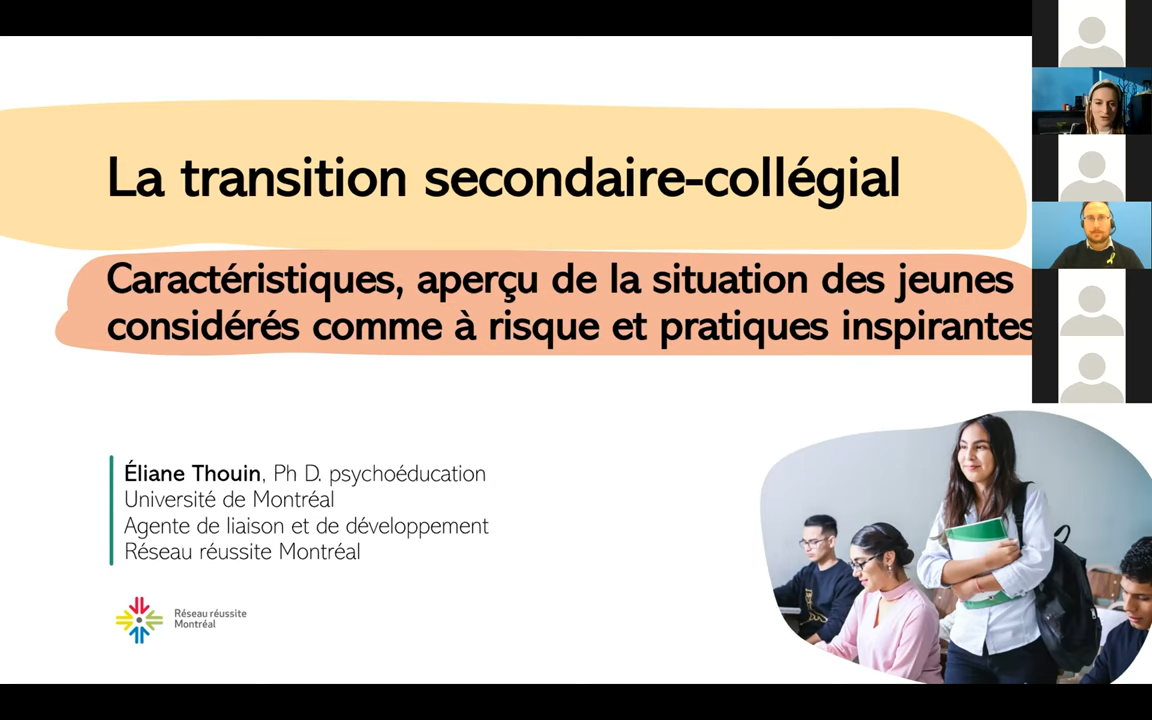 La transition secondaire-collégial
Caractéristiques, aperçu de la situation des jeunes
considérés comme à risque et pratiques inspirantes
Éliane Thouin, Ph D. psychoéducation
Université de Montréal
Agente de liaison et de développement
Réseau réussite Montréal
Réseau réussite
Montréal